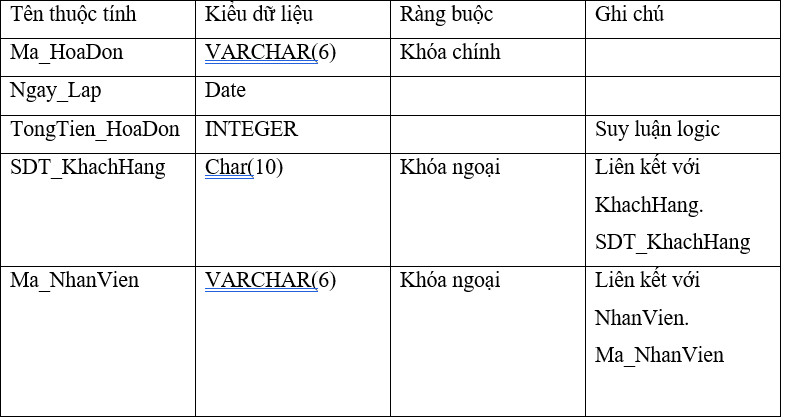 Tên thuộc tính Kiểu dữ liệu Ràng buộc Ghi chú
Ma_HoaDon VARCHAR(6) Khóa chính
Ngay_Lap Date
TongTien_HoaDon INTEGER Suy luận logic
SDT_KhachHang Char(10) Khóa ngoại Liên kết với
KhachHang.
SDT_KhachHang
Ma_NhanVien VARCHAR(6) Khóa ngoại Liên kết với
NhanVien.
Ma_NhanVien